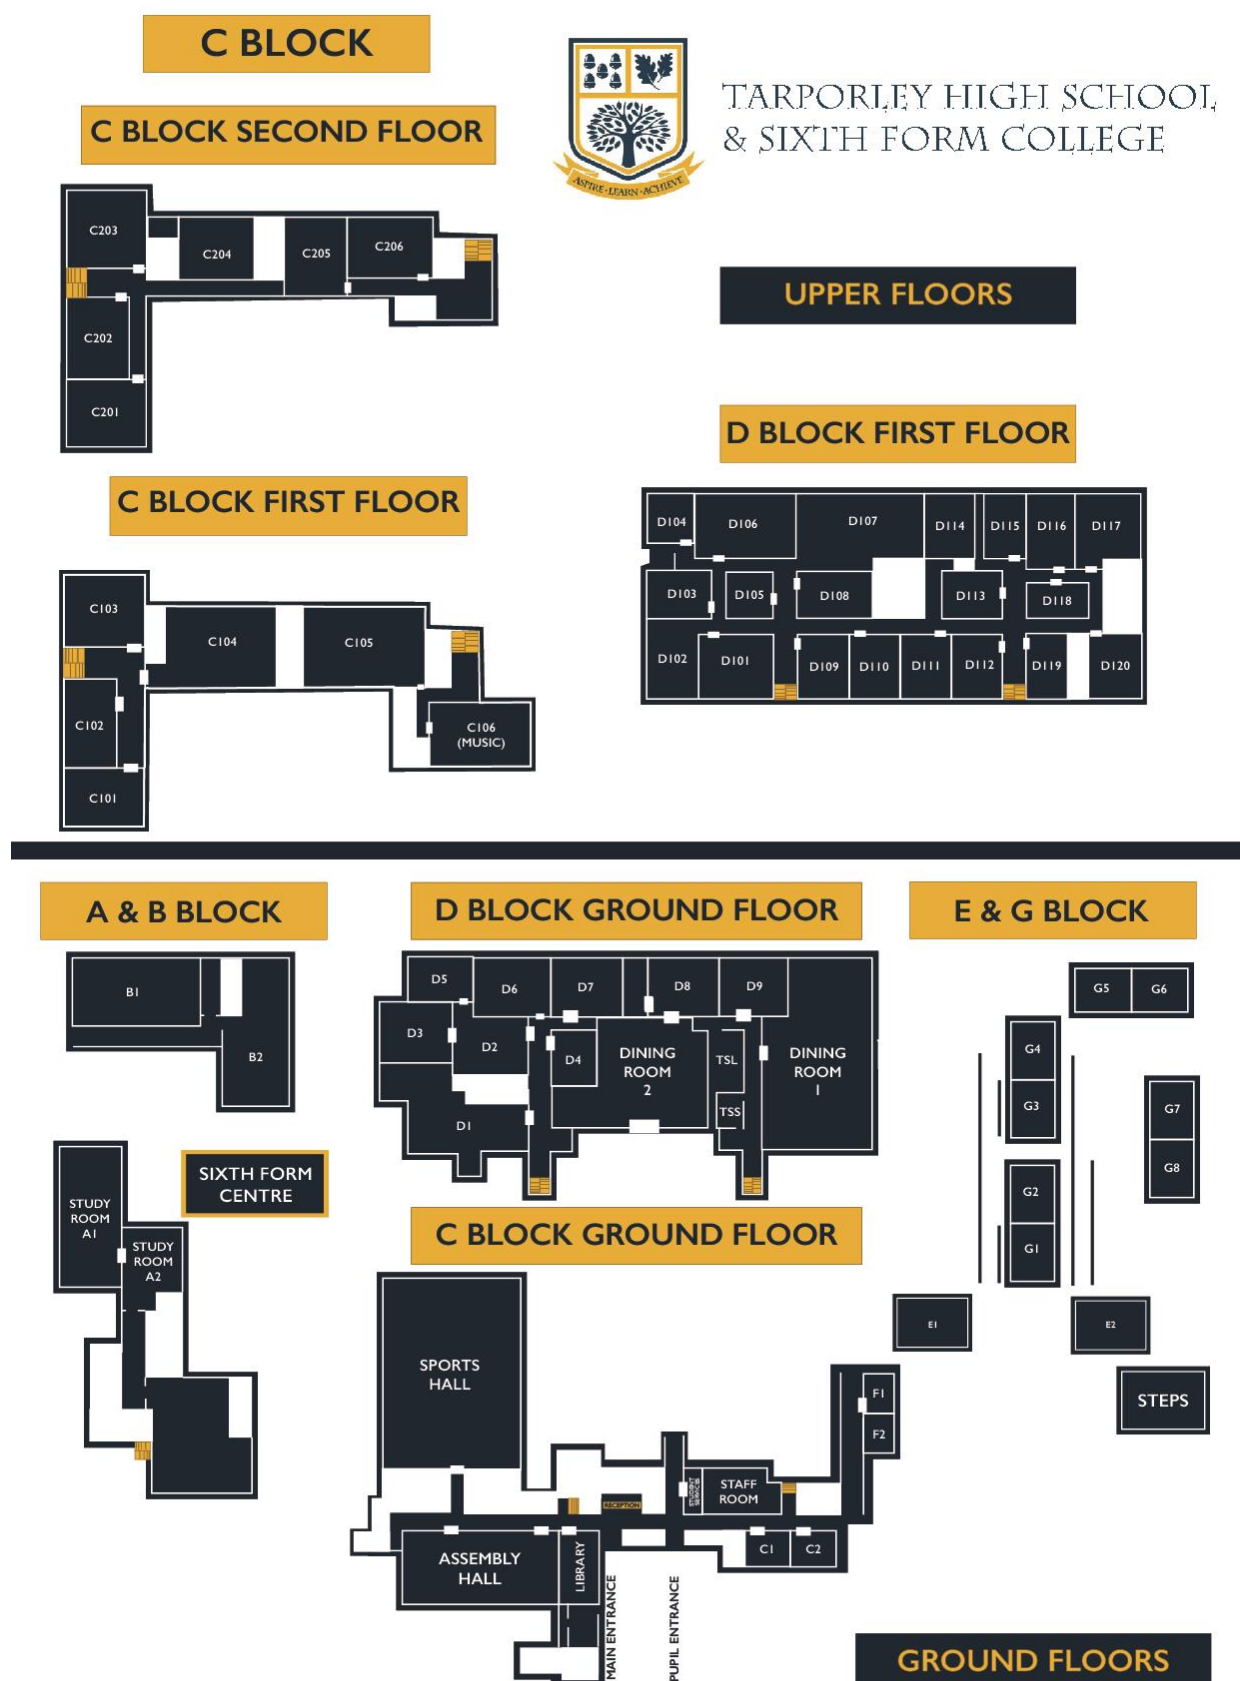 C BLOCK
C BLOCK SECOND FLOOR
ASPIRE · LEARN · ACHIEVE
TARPORLEY HIGH SCHOOL
& SIXTH FORM COLLEGE
C203
C204
C205
C206
C202
C201
UPPER FLOORS
D BLOCK FIRST FLOOR
C BLOCK FIRST FLOOR
C103
C104
C105
C102
C106
(MUSIC)
C101
D104
D106
D107
D114
D115
D116
D117
D103
D105
D108
D113
D118
D102
D101
D109
D110
D111
D112
D119
D120
A & B BLOCK
B1
B2
SIXTH FORM
CENTRE
STUDY
ROOM
A1
STUDY
ROOM
A2
D BLOCK GROUND FLOOR
D5
D6
D7
D8
D9
D3
D2
D4
DINING
ROOM
2
TSL
DINING
ROOM
1
TSS
D1
C BLOCK GROUND FLOOR
SPORTS
HALL
F1
F2
STUDENT
SERVICES
STAFF
ROOM
RECEPTION
ASSEMBLY
HALL
LIBRARY
C1
C2
MAIN ENTRANCE
PUPIL ENTRANCE
E & G BLOCK
G5
G6
G4
G3
G7
G8
G2
G1
E1
E2
STEPS
GROUND FLOORS